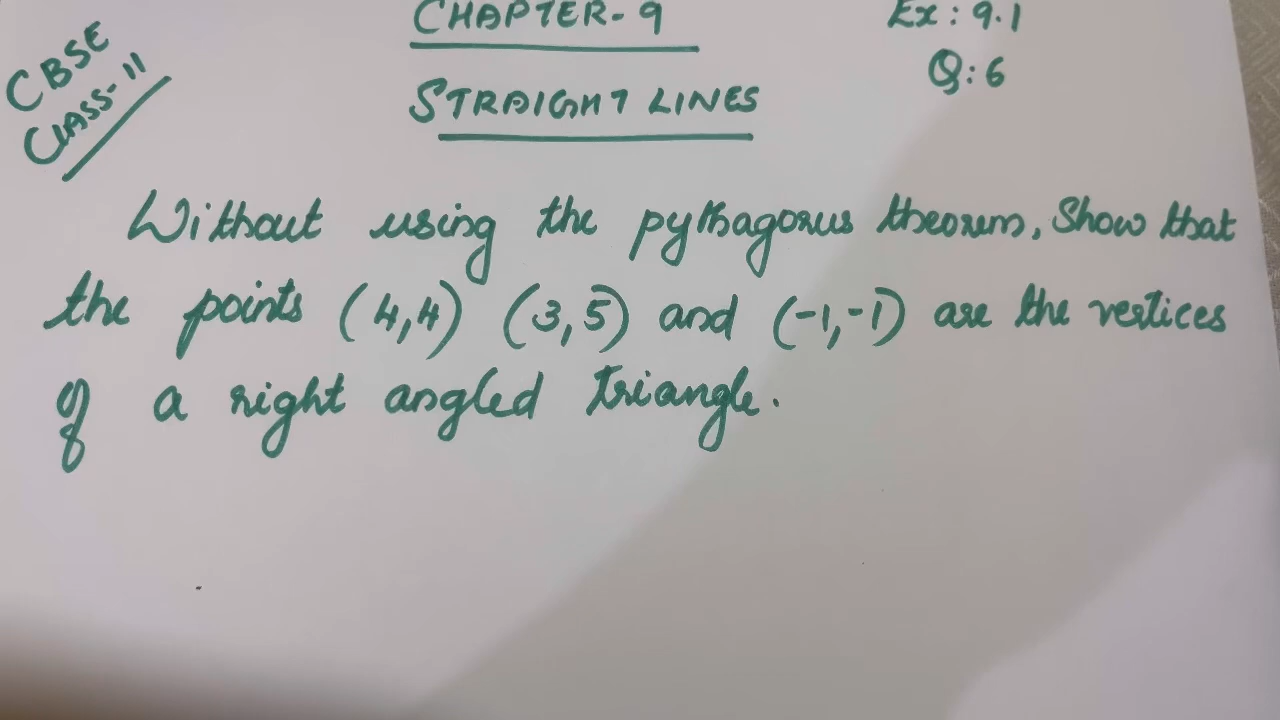 CHAPTER-9
Ex: 9.1
CBSE
CLASS-11
Q:6
STRAIGHT LINES
Without using the pythagorus theorem, Show that
the points (4,4) (3,5) and (-1,-1) are the vertices
of a right angled triangle.